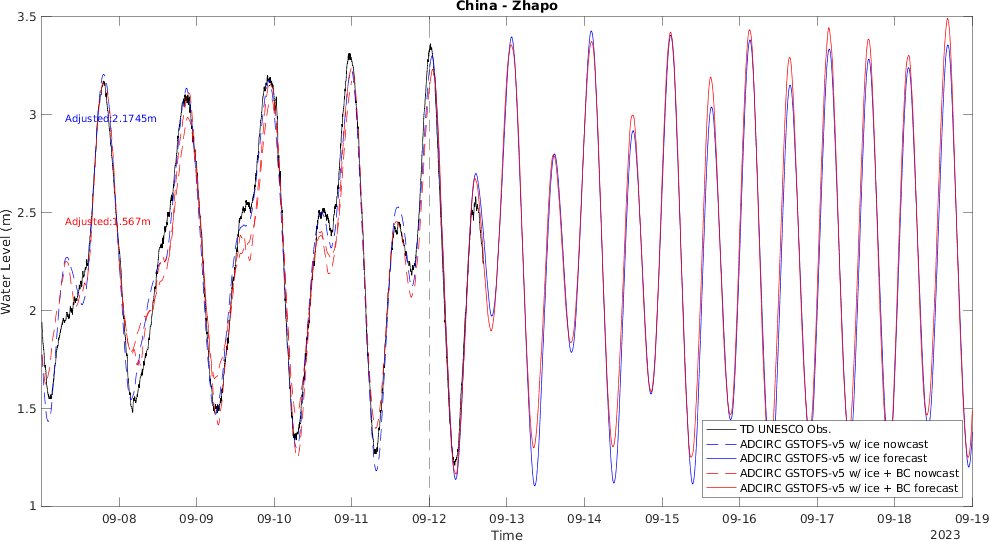 China - Zhapo
3.5
3
2.5
2
1.5
1
Water Level (m)
Adjusted:2.1745m
Adjusted:1.567m
TD UNESCO Obs.
ADCIRC GSTOFS-v5 w/ ice nowcast
ADCIRC GSTOFS-v5 w/ ice forecast
ADCIRC GSTOFS-v5 w/ ice + BC nowcast
ADCIRC GSTOFS-v5 w/ ice + BC forecast
09-08 09-09 09-10 09-11 09-12 09-13 09-14 09-15 09-16 09-17 09-18 09-19
Time
2023